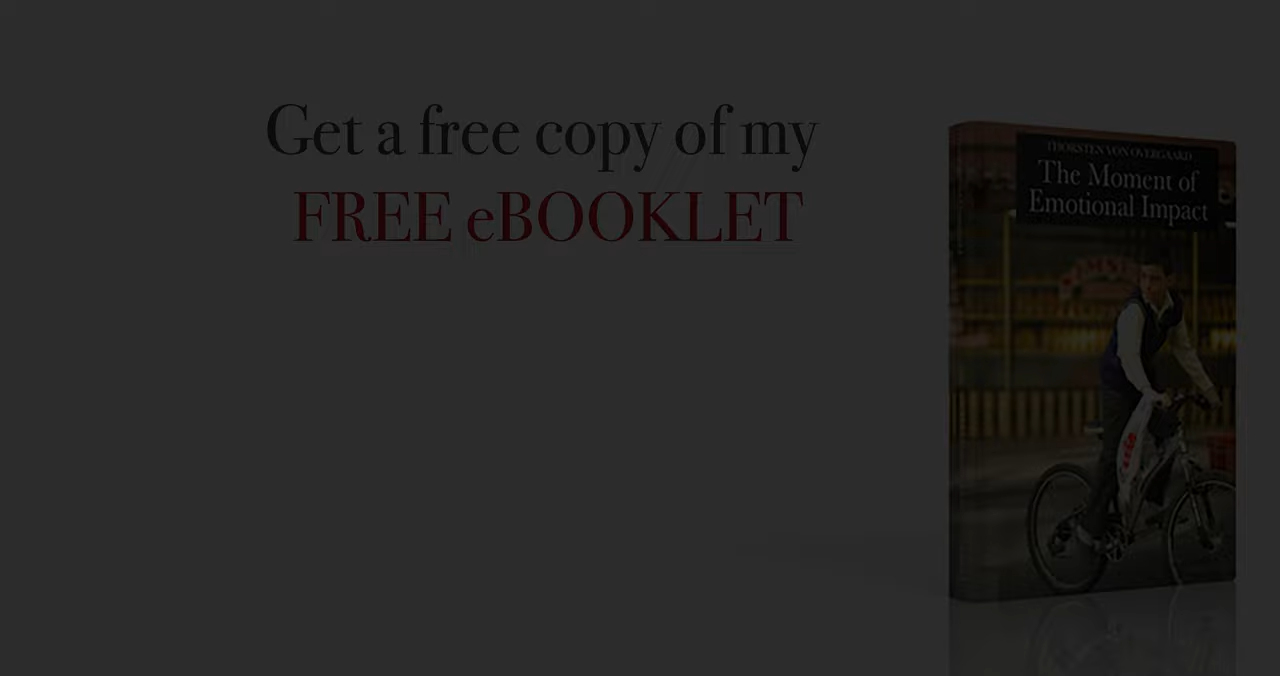 Get a free copy of my
FREE eBOOKLET
THORSTEN VON OVERGAARD
The Moment of
Emotional Impact